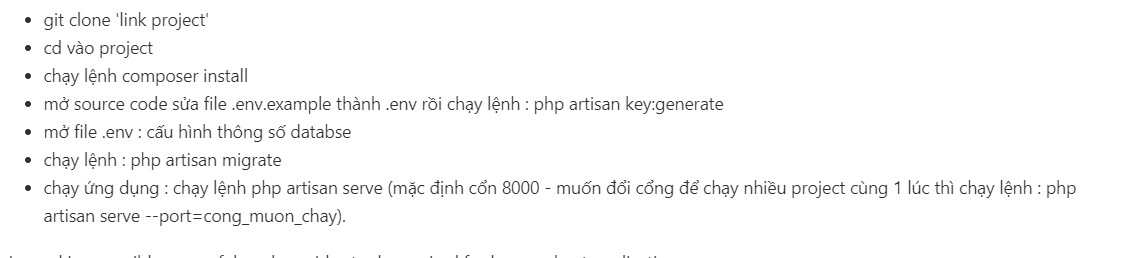 git clone 'link project'
cd vào project
chạy lệnh composer install
mở source code sửa file .env.example thành .env rồi chạy lệnh : php artisan key:generate
mở file .env : cấu hình thông số databse
chạy lệnh : php artisan migrate
chạy ứng dụng : chạy lệnh php artisan serve (mặc định cổn 8000 - muốn đổi cổng để chạy nhiều project cùng 1 lúc thì chạy lệnh : php
artisan serve --port=cong_muon_chay).